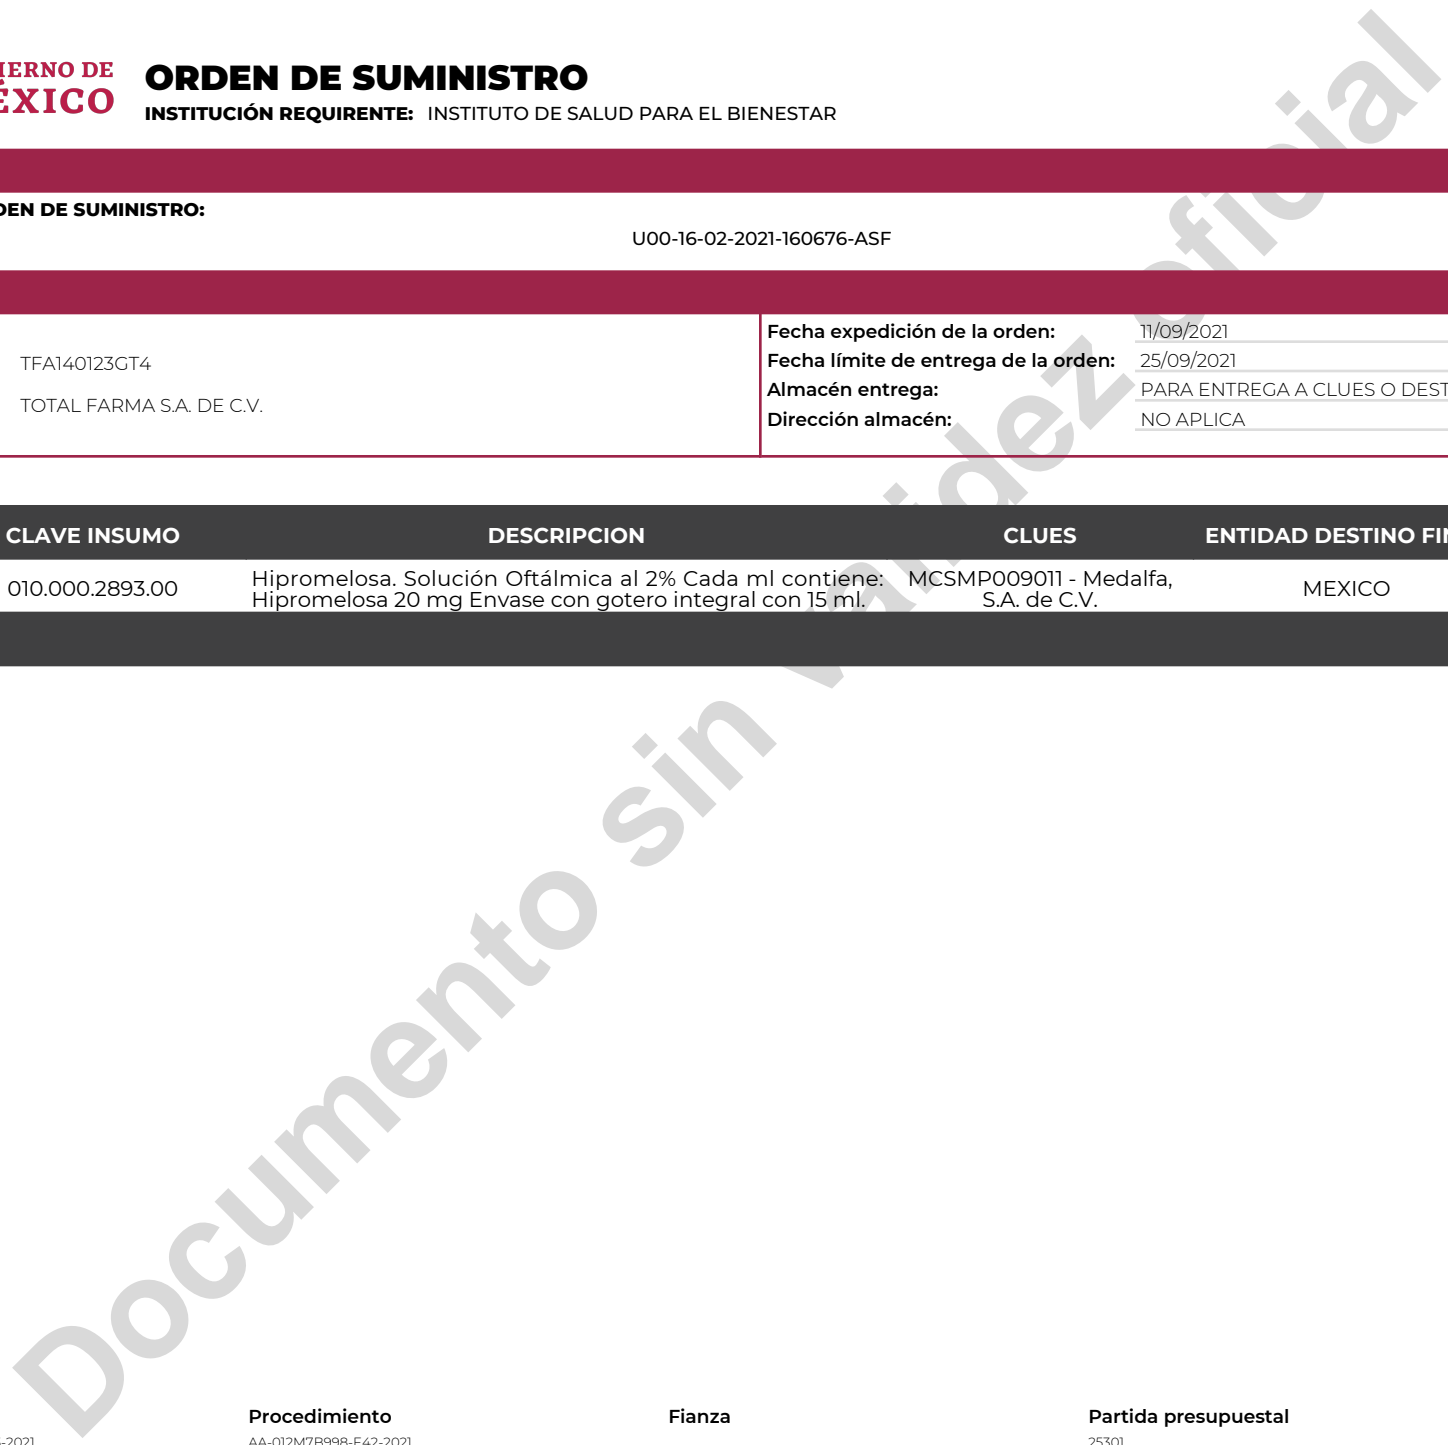 IERNO DE
ÉXICO
ORDEN DE SUMINISTRO
INSTITUCIÓN REQUIRENTE: INSTITUTO DE SALUD PARA EL BIENESTAR
DEN DE SUMINISTRO:
U00-16-02-2021-160676-ASF
TFA140123GT4
TOTAL FARMA S.A. DE C.V.
Fecha expedición de la orden: 11/09/2021
Fecha límite de entrega de la orden: 25/09/2021
Almacén entrega: PARA ENTREGA A CLUES O DEST
Dirección almacén: NO APLICA
CLAVE INSUMO DESCRIPCION CLUES ENTIDAD DESTINO FIN
010.000.2893.00 Hipromelosa. Solución Oftálmica al 2% Cada ml contiene: MCSMP009011 - Medalfa, MEXICO
Hipromelosa 20 mg Envase con gotero integral con 15 ml. S.A. de C.V.
Documento sin validez oficial
Procedimiento Fianza Partida presupuestal
-2021 AA-012M7B998-E42-2021 25301